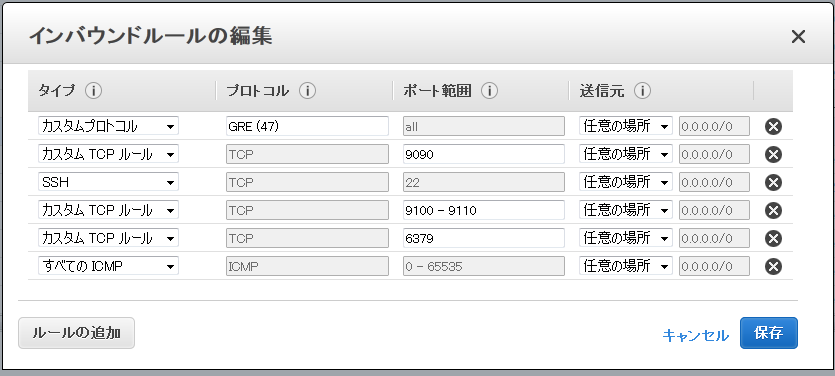 インバウンドルールの編集
タイプ プロトコル ポート範囲 送信元
カスタムプロトコル GRE (47) all 任意の場所 0.0.0.0/0
カスタム TCP ルール TCP 9090 任意の場所 0.0.0.0/0
SSH TCP 22 任意の場所 0.0.0.0/0
カスタム TCP ルール TCP 9100 - 9110 任意の場所 0.0.0.0/0
カスタム TCP ルール TCP 6379 任意の場所 0.0.0.0/0
すべての ICMP ICMP 0 - 65535 任意の場所 0.0.0.0/0
ルールの追加 キャンセル 保存